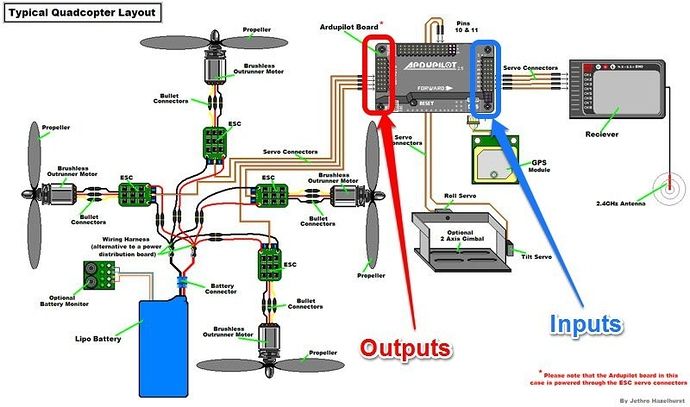 Typical Quadcopter Layout
Propeller
Ardupilot Board *
Pins
10 & 11
Brushless
Outrunner Motor
ARDUPILOT 2.5
FORWARD
RESET
Servo Connectors
Reciever
Bullet
Connectors
ESC
Propeller
Servo Connectors
Servo
Connectors
GPS
Module
Brushless
Outrunner Motor
ESC
ESC
Brushless
Outrunner Motor
Propeller
2.4GHz Antenna
Bullet
Connectors
Bullet
Connectors
Roll Servo
Wiring Harness
(alternative to a power
distribution board)
Optional
2 Axis Gimbal
Tilt Servo
ESC
Optional
Battery Monitor
Battery
Connector
Bullet
Connectors
Lipo Battery
Brushless
Outrunner Motor
Propeller
Outputs
Inputs
* Please note that the Ardupilot board in this
case is powered through the ESC servo connectors
By Jethro Hazelhurst